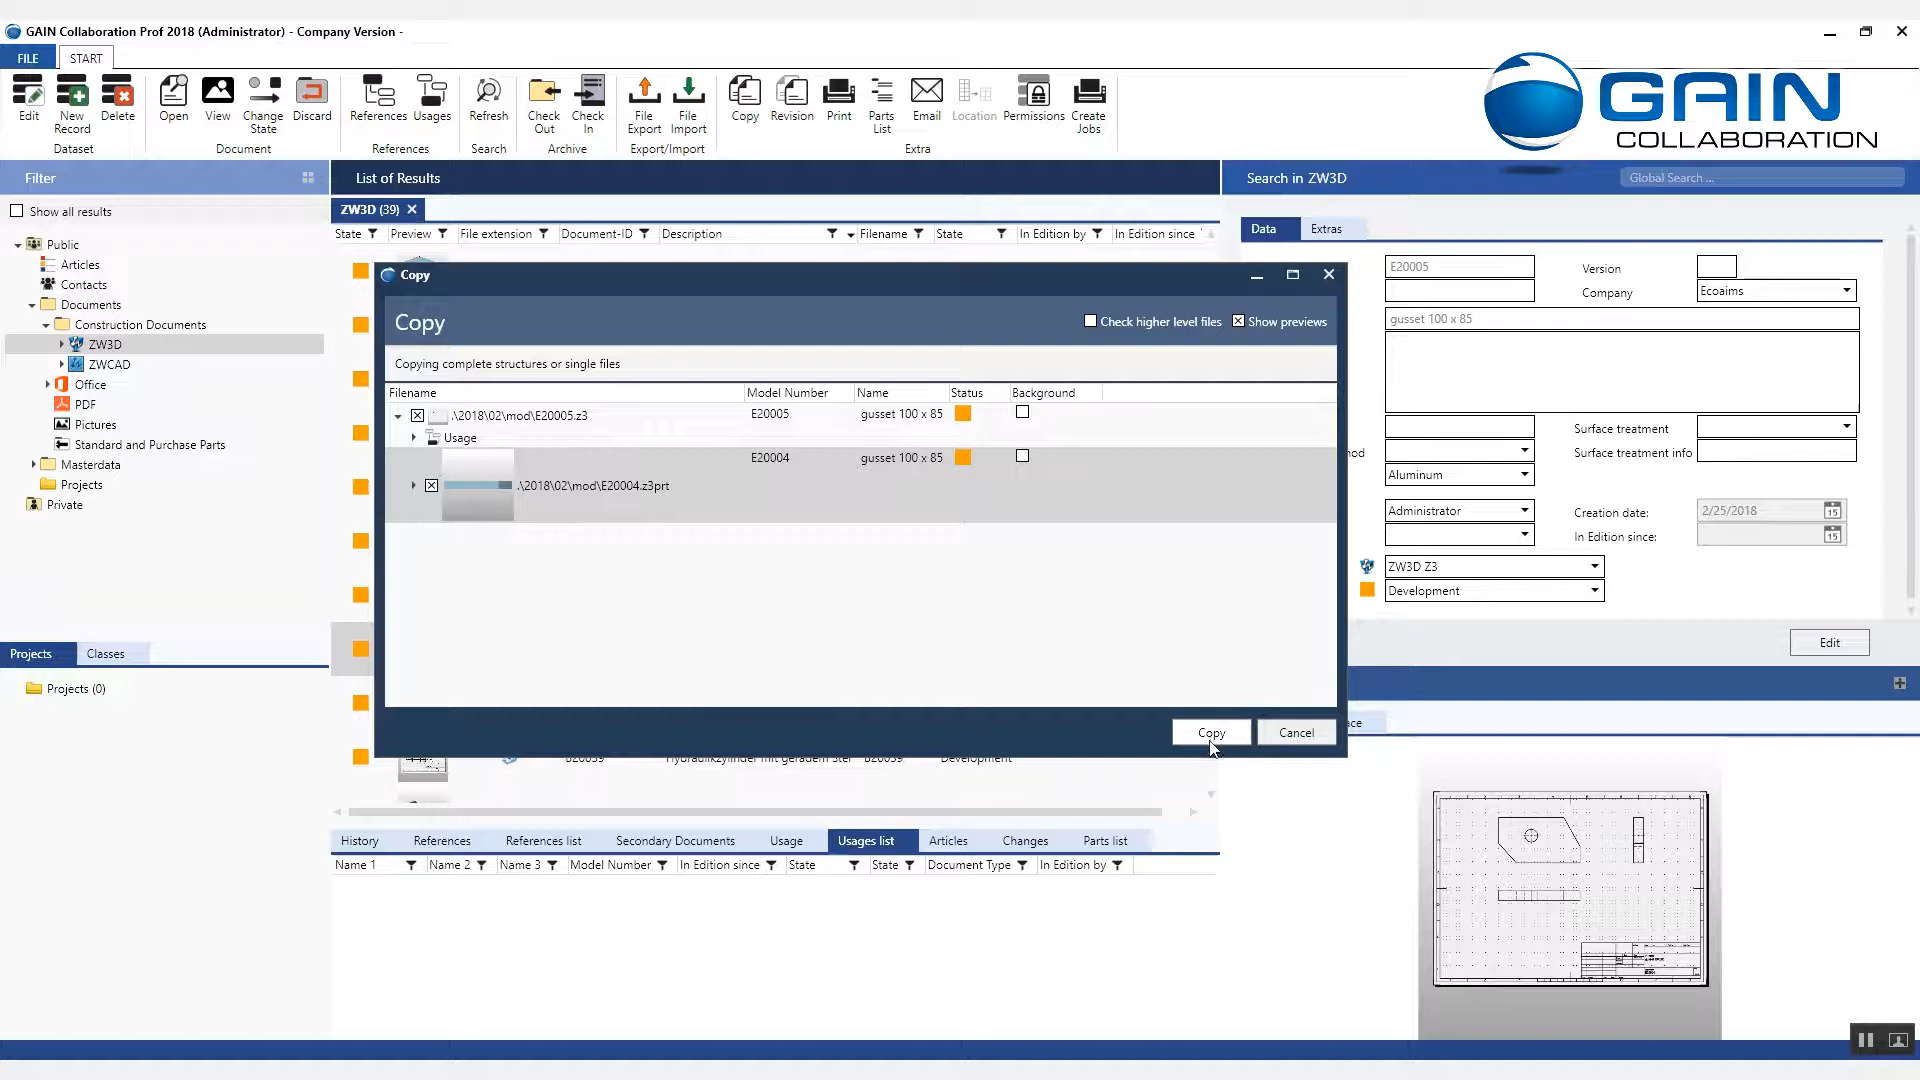 GAIN Collaboration Prof 2018 (Administrator) - Company Version -
FILE START
Edit New Record Delete Open View Change State Discard References Usages Refresh Check Out Check In File Export File Import Copy Revision Print Parts List Email Location Permissions Create Jobs
Dataset Document References Search Archive Export/Import Extra
GAIN
COLLABORATION
Filter
Show all results
Public
Articles
Contacts
Documents
Construction Documents
ZW3D
ZWCAD
Office
PDF
Pictures
Standard and Purchase Parts
Masterdata
Projects
Private
Projects Classes
Projects (0)
List of Results
ZW3D (39)
State Preview File extension Document-ID Description Filename State In Edition by In Edition since
Copy
Copy
Check higher level files Show previews
Copying complete structures or single files
Filename Model Number Name Status Background
.\2018\02\mod\E20005.z3 E20005 gusset 100 x 85
Usage
.\2018\02\mod\E20004.z3prt E20004 gusset 100 x 85
Copy Cancel
History References References list Secondary Documents Usage Usages list Articles Changes Parts list
Name 1 Name 2 Name 3 Model Number In Edition since State State Document Type In Edition by
Search in ZW3D Global Search ...
Data Extras
E20005 Version
Company Ecoaims
gusset 100 x 85
Surface treatment
Surface treatment info
Aluminum
Administrator Creation date: 2/25/2018 15
In Edition since: 15
ZW3D Z3
Development
Edit